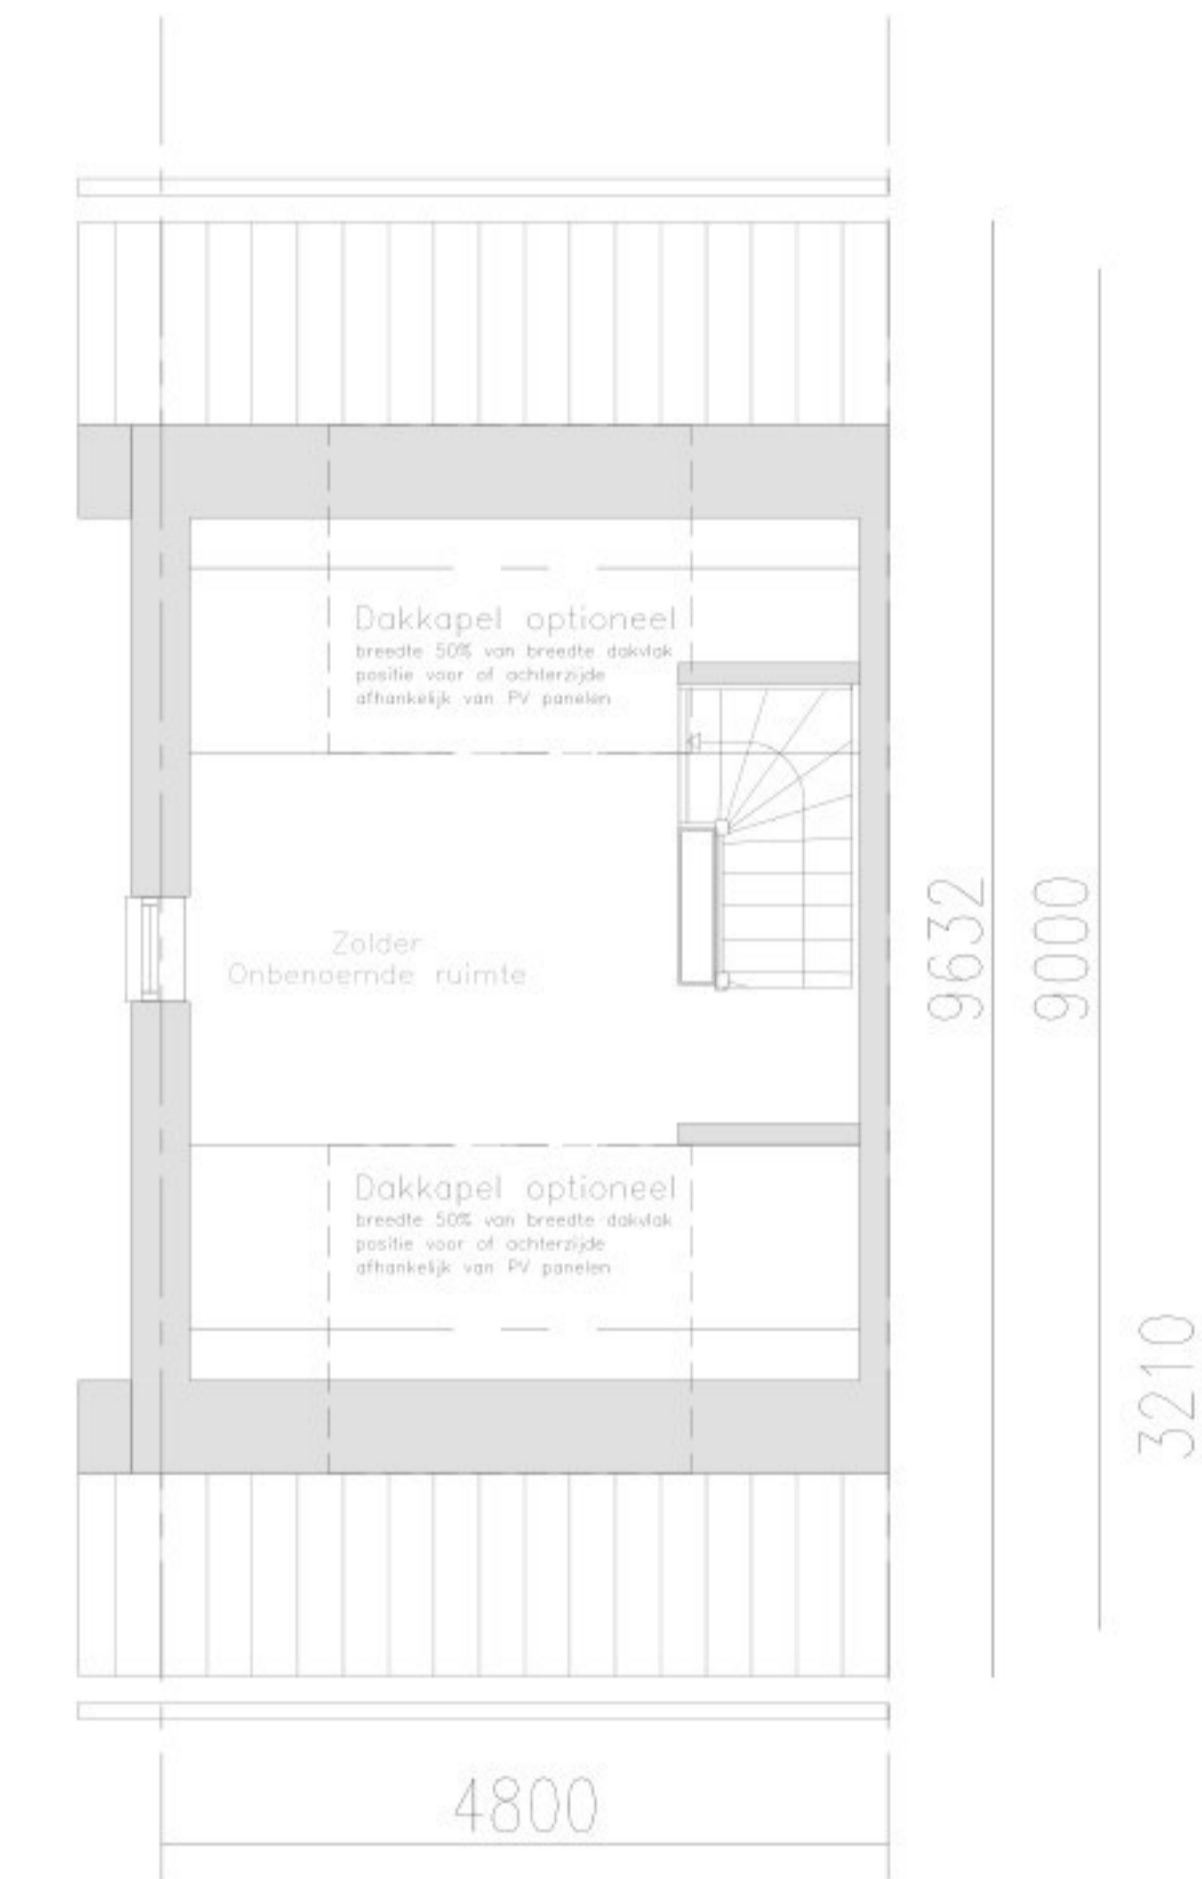 Dakkapel optioneel
breedte 50% van breedte dakvlak
positie voor of achterzijde
afhankelijk van PV panelen
Zolder
Onbenoemde ruimte
9632
9000
Dakkapel optioneel
breedte 50% van breedte dakvlak
positie voor of achterzijde
afhankelijk van PV panelen
3210
4800